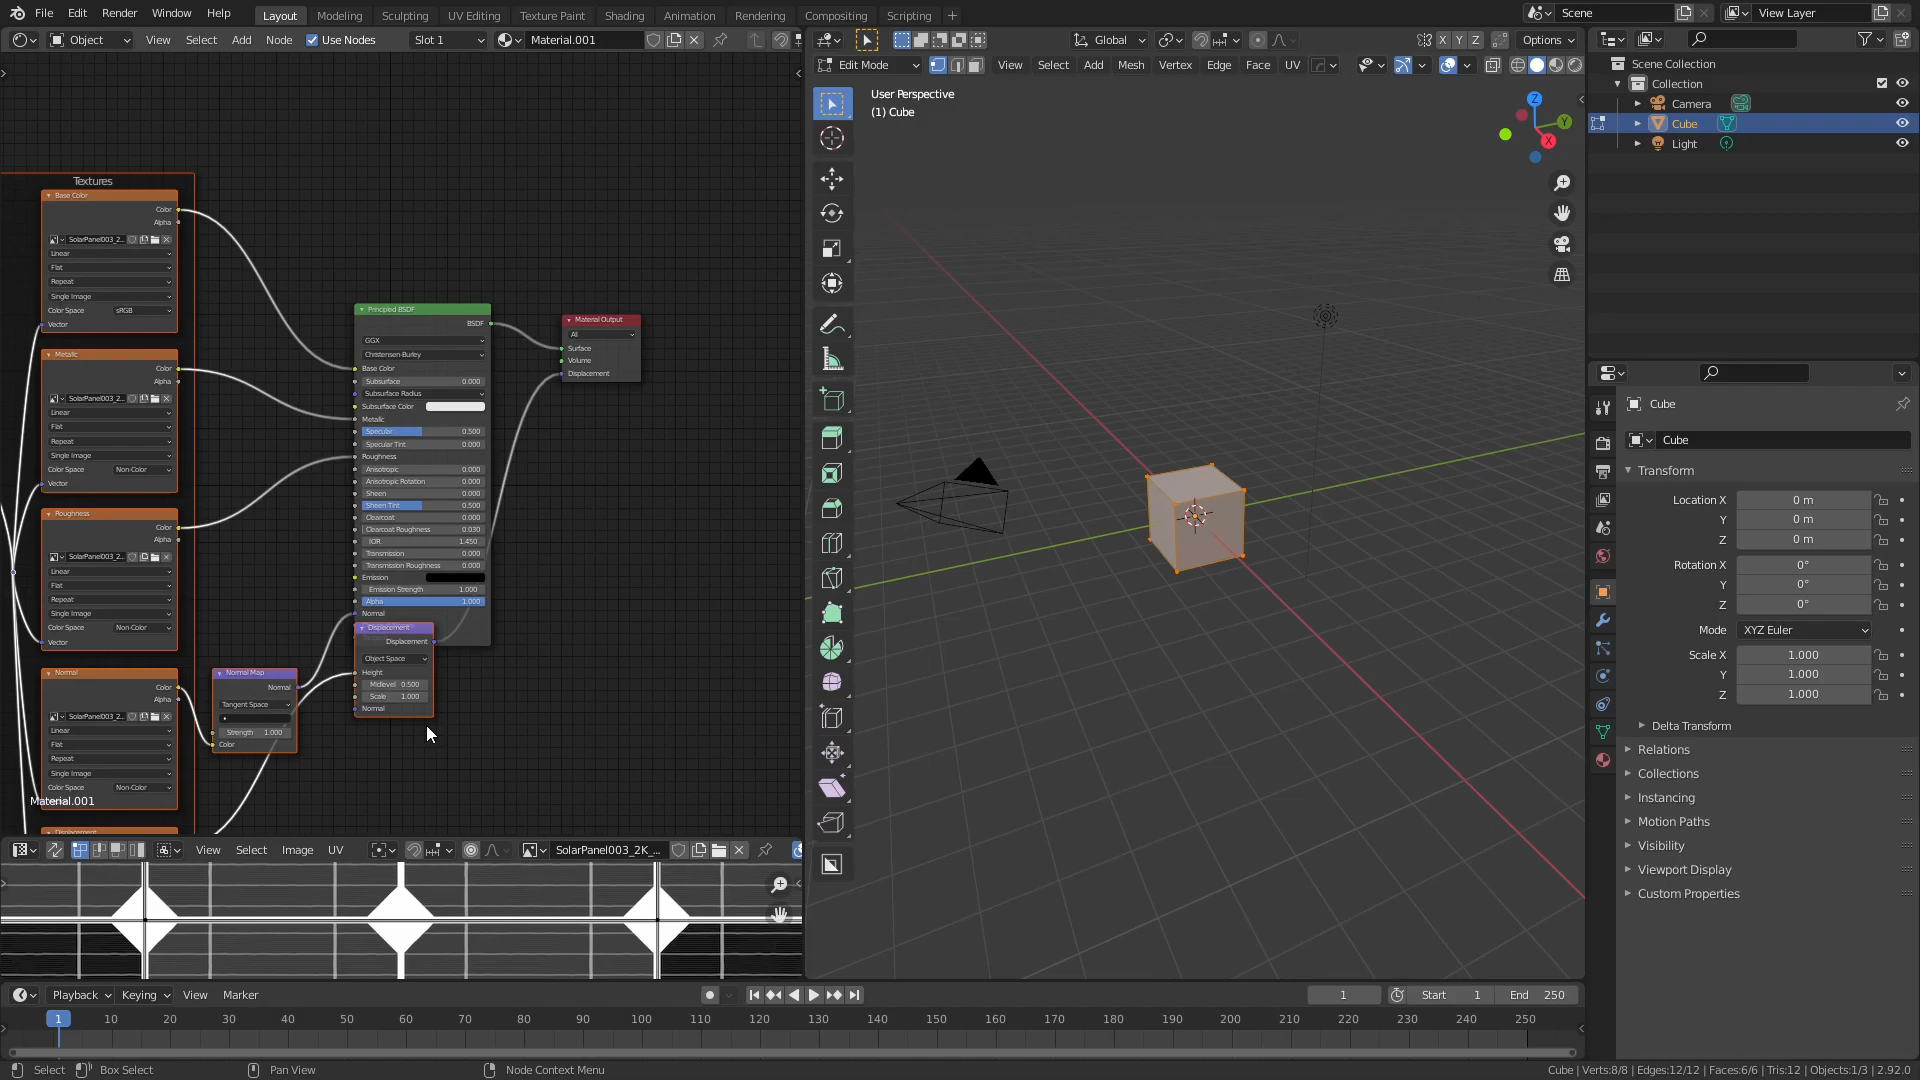 File Edit Render Window Help Layout Modeling Sculpting UV Editing Texture Paint Shading Animation Rendering Compositing Scripting + Scene View Layer
Object View Select Add Node Use Nodes Slot 1 Material.001 Global X Y Z Options
Edit Mode View Select Add Mesh Vertex Edge Face UV
User Perspective
(1) Cube
Z
Y
X
Scene Collection
Collection
Camera
Cube
Light
Textures
Base Color
Color
Alpha
SolarPanel003_2...
Linear
Flat
Repeat
Single Image
Color Space sRGB
Vector
Metallic
Color
Alpha
SolarPanel003_2...
Linear
Flat
Repeat
Single Image
Color Space Non-Color
Vector
Roughness
Color
Alpha
SolarPanel003_2...
Linear
Flat
Repeat
Single Image
Color Space Non-Color
Vector
Normal
Color
Alpha
SolarPanel003_2...
Linear
Flat
Repeat
Single Image
Color Space Non-Color
Material.001
Displacement
Normal Map
Normal
Tangent Space
Strength 1.000
Color
Principled BSDF
BSDF
GGX
Christensen-Burley
Base Color
Subsurface 0.000
Subsurface Radius
Subsurface Color
Metallic
Specular 0.500
Specular Tint 0.000
Roughness
Anisotropic 0.000
Anisotropic Rotation 0.000
Sheen 0.000
Sheen Tint 0.500
Clearcoat 0.000
Clearcoat Roughness 0.030
IOR 1.450
Transmission 0.000
Transmission Roughness 0.000
Emission
Emission Strength 1.000
Alpha 1.000
Normal
Displacement
Displacement
Object Space
Height
Midlevel 0.500
Scale 1.000
Normal
Material Output
All
Surface
Volume
Displacement
Cube
Cube
Transform
Location X 0 m
Y 0 m
Z 0 m
Rotation X 0°
Y 0°
Z 0°
Mode XYZ Euler
Scale X 1.000
Y 1.000
Z 1.000
Delta Transform
Relations
Collections
Instancing
Motion Paths
Visibility
Viewport Display
Custom Properties
View Select Image UV SolarPanel003_2K_...
Playback Keying View Marker 1 Start 1 End 250
1 10 20 30 40 50 60 70 80 90 100 110 120 130 140 150 160 170 180 190 200 210 220 230 240 250
Select Box Select Pan View Node Context Menu Cube | Verts:8/8 | Edges:12/12 | Faces:6/6 | Tris:12 | Objects:1/3 | 2.92.0